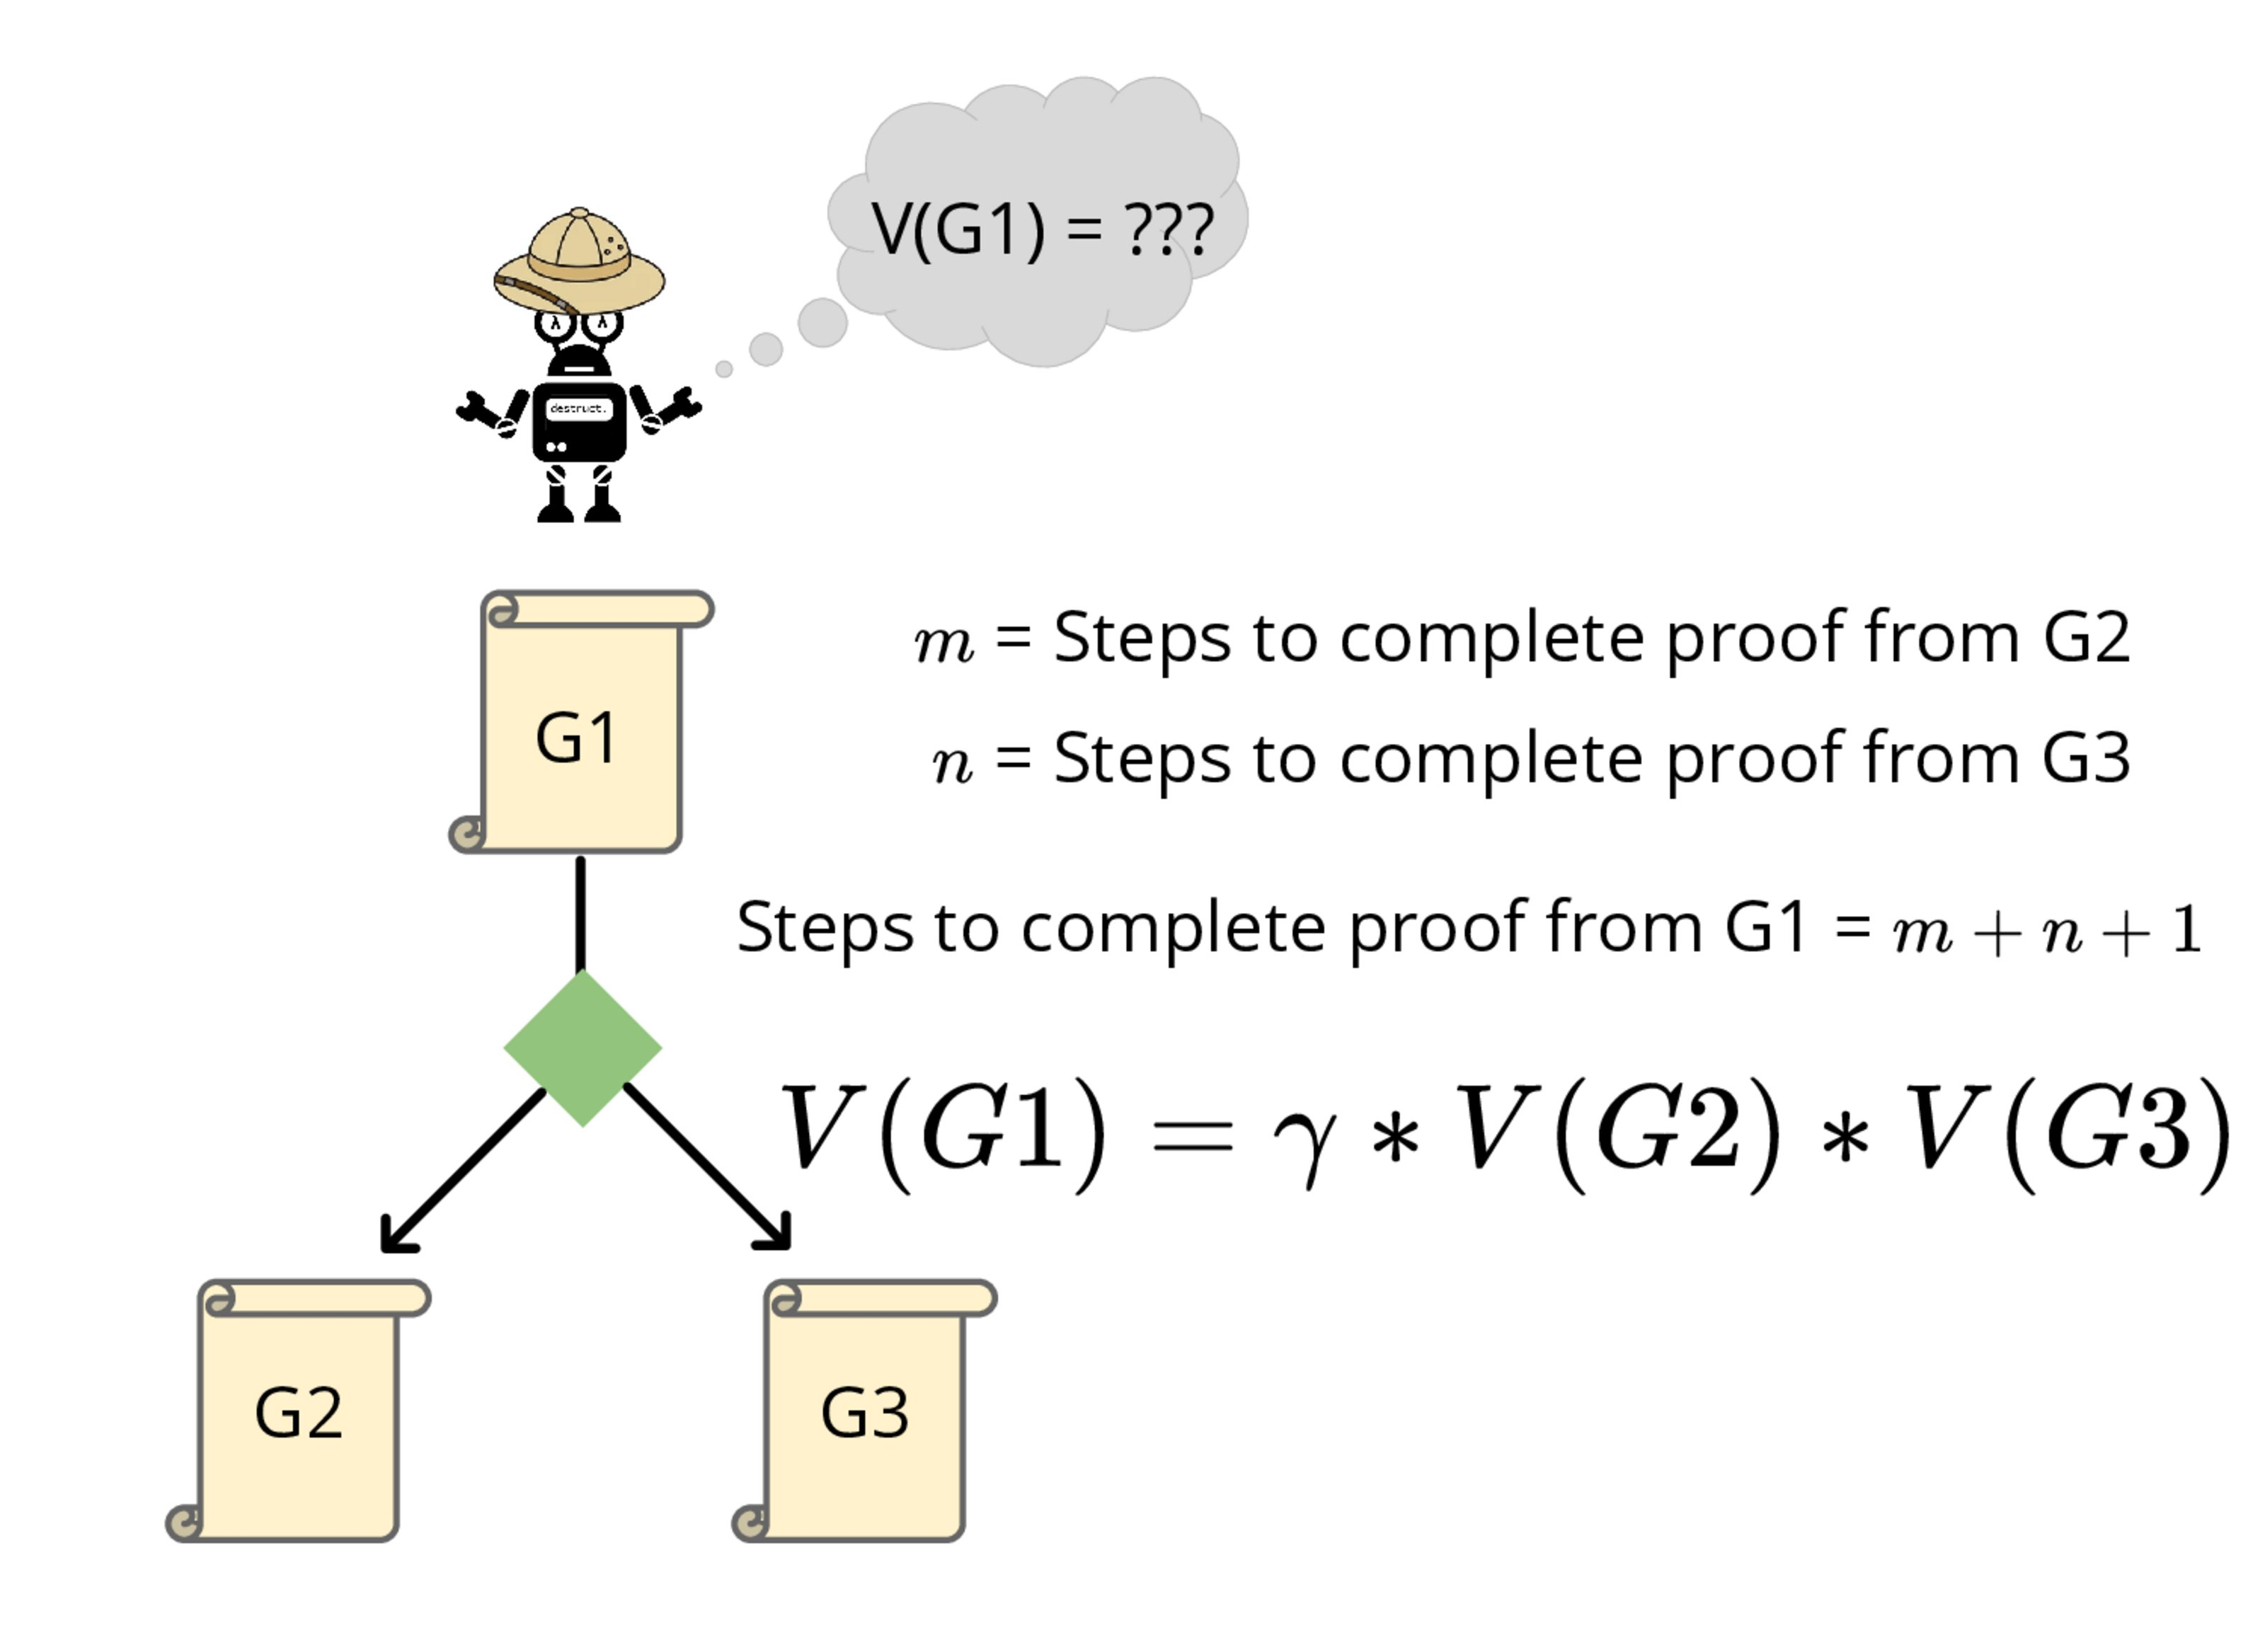 V(G1) = ???
λ λ
destruct.
m = Steps to complete proof from G2
G1
n = Steps to complete proof from G3
Steps to complete proof from G1 = m + n + 1
V(G1) = γ * V(G2) * V(G3)
G2
G3